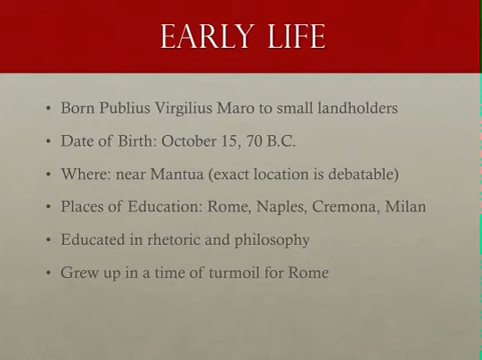 EARLY LIFE
• Born Publius Virgilius Maro to small landholders
• Date of Birth: October 15, 70 B.C.
• Where: near Mantua (exact location is debatable)
• Places of Education: Rome, Naples, Cremona, Milan
• Educated in rhetoric and philosophy
• Grew up in a time of turmoil for Rome